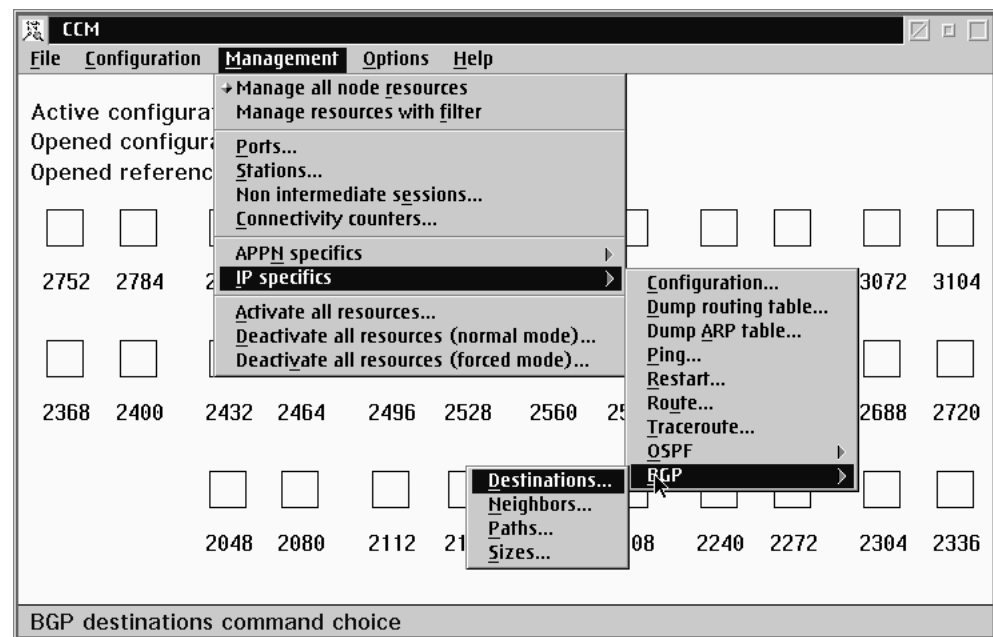 CCM
File Configuration Management Options Help
Manage all node resources
Manage resources with filter
Active configura
Opened configura
Opened referenc
Ports...
Stations...
Non intermediate sessions...
Connectivity counters...
APPN specifics
IP specifics
Activate all resources...
Deactivate all resources (normal mode)...
Deactivate all resources (forced mode)...
Configuration...
Dump routing table...
Dump ARP table...
Ping...
Restart...
Route...
Traceroute...
OSPF
BGP
Destinations...
Neighbors...
Paths...
Sizes...
2752 2784 2 3072 3104
2368 2400 2432 2464 2496 2528 2560 25 2688 2720
2048 2080 2112 21 08 2240 2272 2304 2336
BGP destinations command choice